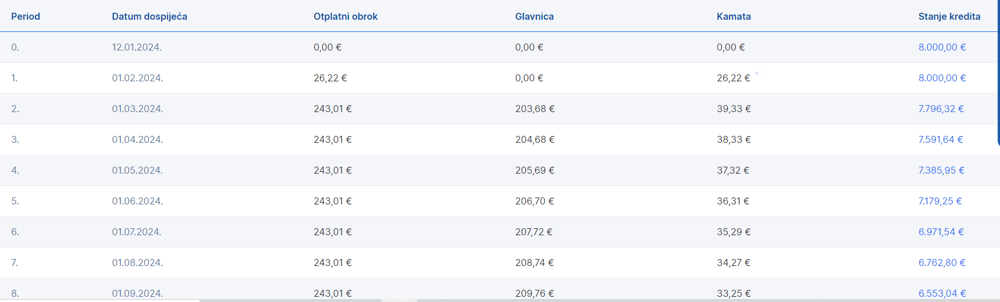 Period Datum dospijeća Otplatni obrok Glavnica Kamata Stanje kredita
0. 12.01.2024. 0,00 € 0,00 € 0,00 € 8.000,00 €
1. 01.02.2024. 26,22 € 0,00 € 26,22 € 8.000,00 €
2. 01.03.2024. 243,01 € 203,68 € 39,33 € 7.796,32 €
3. 01.04.2024. 243,01 € 204,68 € 38,33 € 7.591,64 €
4. 01.05.2024. 243,01 € 205,69 € 37,32 € 7.385,95 €
5. 01.06.2024. 243,01 € 206,70 € 36,31 € 7.179,25 €
6. 01.07.2024. 243,01 € 207,72 € 35,29 € 6.971,54 €
7. 01.08.2024. 243,01 € 208,74 € 34,27 € 6.762,80 €
8. 01.09.2024. 243,01 € 209,76 € 33,25 € 6.553,04 €